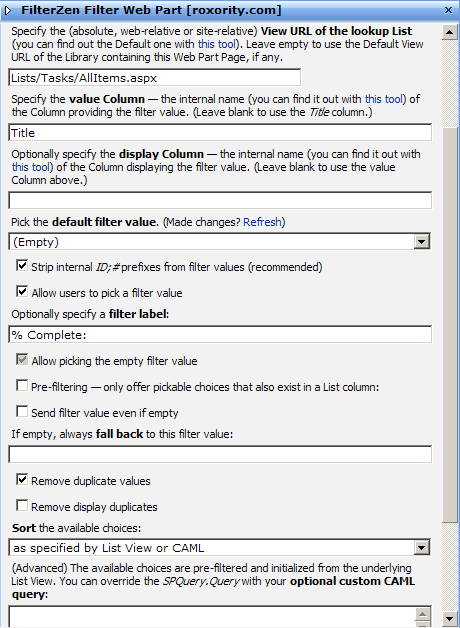 FilterZen Filter Web Part [roxority.com]
Specify the (absolute, web-relative or site-relative) View URL of the lookup List
(you can find out the Default one with this tool). Leave empty to use the Default View
URL of the Library containing this Web Part Page, if any.
Lists/Tasks/AllItems.aspx
Specify the value Column — the internal name (you can find it out with this tool) of
the Column providing the filter value. (Leave blank to use the Title column.)
Title
Optionally specify the display Column — the internal name (you can find it out with
this tool) of the Column displaying the filter value. (Leave blank to use the value
Column above.)
Pick the default filter value. (Made changes? Refresh)
(Empty)
Strip internal ID;# prefixes from filter values (recommended)
Allow users to pick a filter value
Optionally specify a filter label:
% Complete:
Allow picking the empty filter value
Pre-filtering — only offer pickable choices that also exist in a List column:
Send filter value even if empty
If empty, always fall back to this filter value:
Remove duplicate values
Remove display duplicates
Sort the available choices:
as specified by List View or CAML
(Advanced) The available choices are pre-filtered and initialized from the underlying
List View. You can override the SPQuery.Query with your optional custom CAML
query: